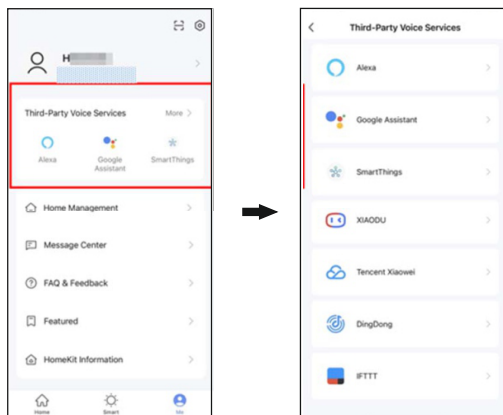 H
Third-Party Voice Services
More >
Alexa
Google Assistant
SmartThings
Home Management
Message Center
FAQ & Feedback
Featured
HomeKit Information
Home
Smart
Me
Third-Party Voice Services
Alexa
Google Assistant
SmartThings
XIAODU
Tencent Xiaowei
DingDong
IFTTT